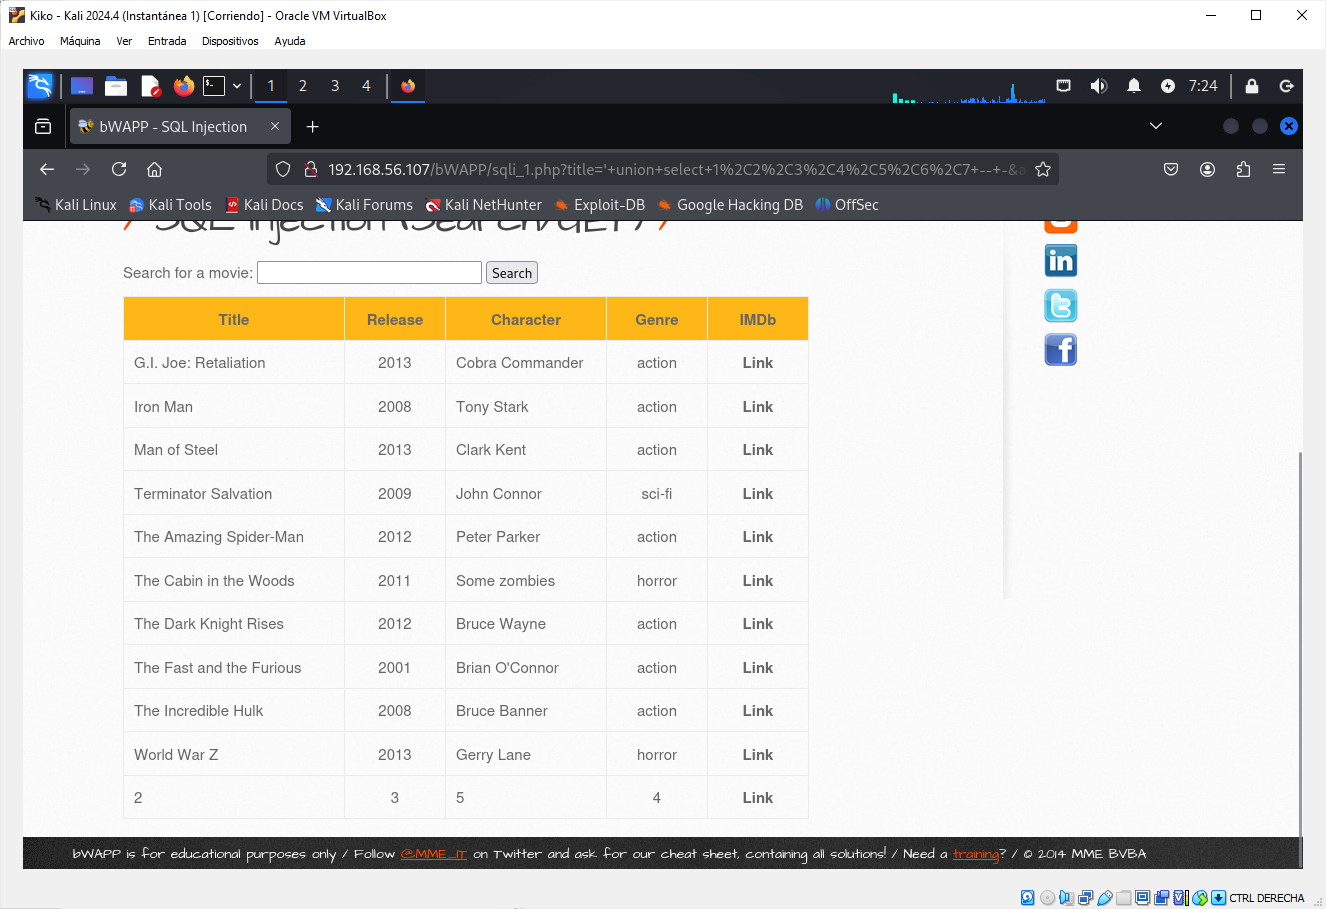 Kiko - Kali 2024.4 (Instantánea 1) [Corriendo] - Oracle VM VirtualBox
Archivo Máquina Ver Entrada Dispositivos Ayuda
1 2 3 4 7:24
bWAPP - SQL Injection
192.168.56.107/bWAPP/sqli_1.php?title='+union+select+1%2C2%2C3%2C4%2C5%2C6%2C7+--+-&a
Kali Linux Kali Tools Kali Docs Kali Forums Kali NetHunter Exploit-DB Google Hacking DB OffSec
/ SQL Injection (Search/GET) /
Search for a movie: Search
Title Release Character Genre IMDb
G.I. Joe: Retaliation 2013 Cobra Commander action Link
Iron Man 2008 Tony Stark action Link
Man of Steel 2013 Clark Kent action Link
Terminator Salvation 2009 John Connor sci-fi Link
The Amazing Spider-Man 2012 Peter Parker action Link
The Cabin in the Woods 2011 Some zombies horror Link
The Dark Knight Rises 2012 Bruce Wayne action Link
The Fast and the Furious 2001 Brian O'Connor action Link
The Incredible Hulk 2008 Bruce Banner action Link
World War Z 2013 Gerry Lane horror Link
2 3 5 4 Link
bWAPP is for educational purposes only / Follow @MME_IT on Twitter and ask for our cheat sheet, containing all solutions! / Need a training? / © 2014 MME BVBA
CTRL DERECHA